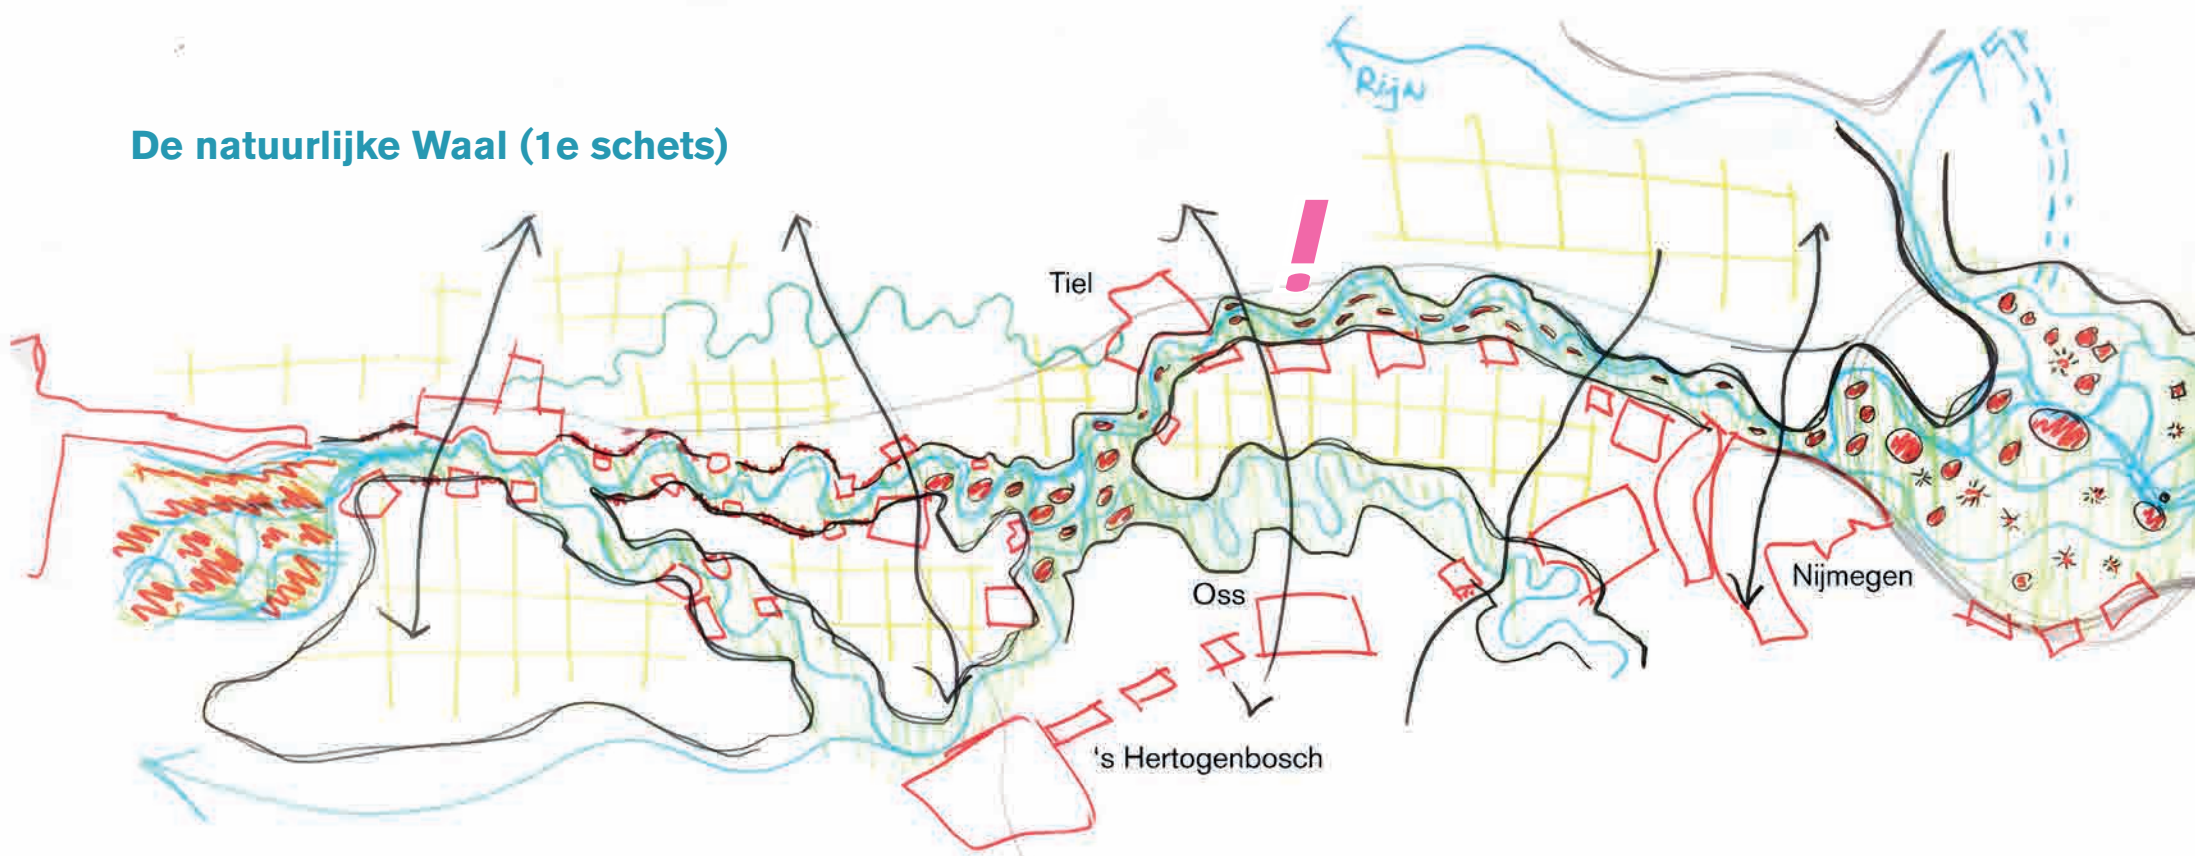 Rijn
De natuurlijke Waal (1e schets)
!
Tiel
Nijmegen
Oss
's Hertogenbosch